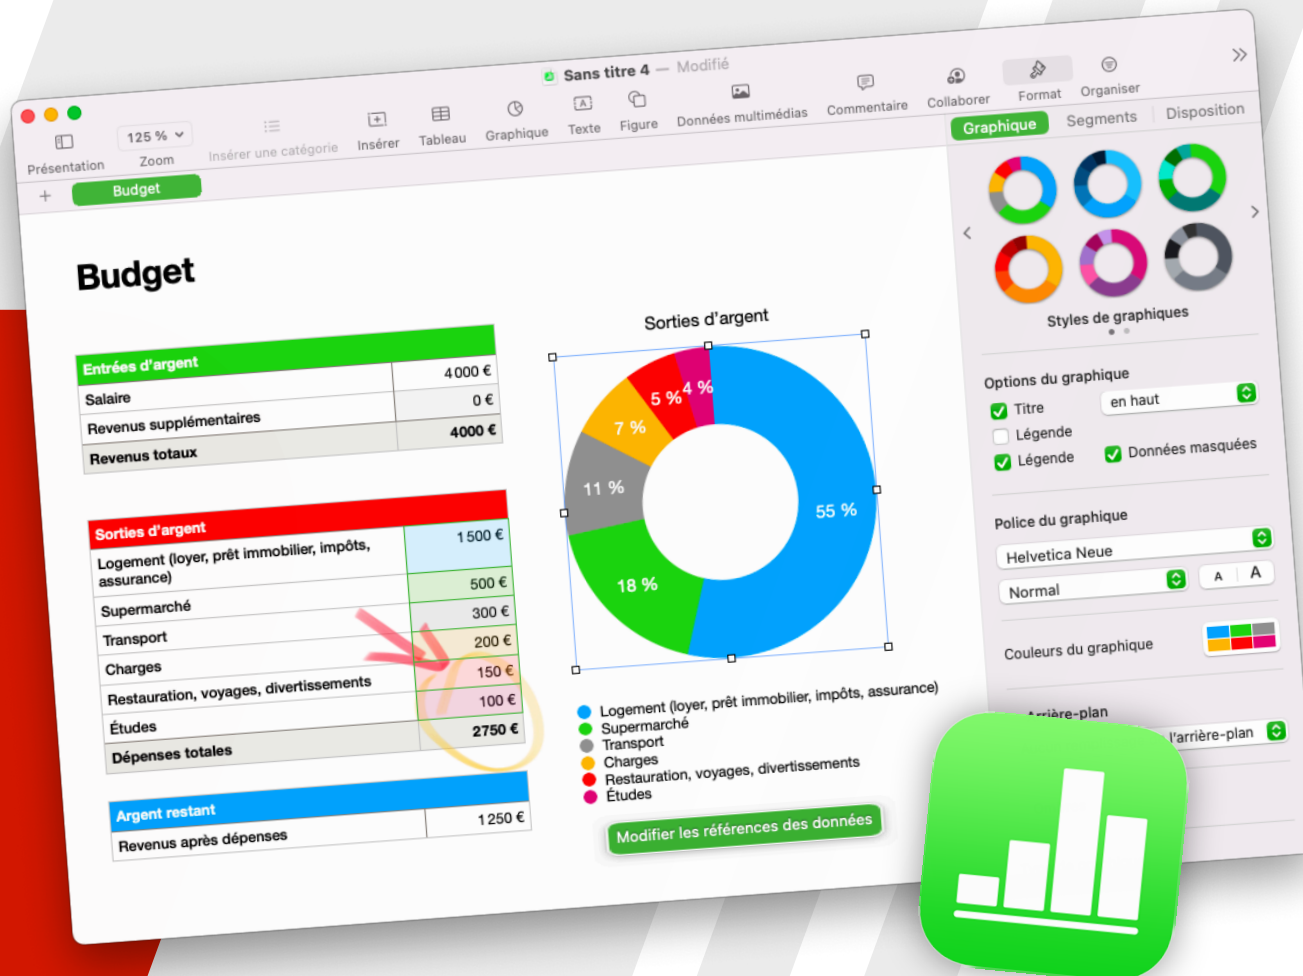 Sans titre 4 — Modifié
125 %
Présentation
Zoom
Insérer une catégorie
Insérer
Tableau
Graphique
Texte
Figure
Données multimédias
Commentaire
Collaborer
Format
Organiser
Budget
Graphique
Segments
Disposition
Budget
Entrées d'argent
Salaire 4 000 €
Revenus supplémentaires 0 €
Revenus totaux 4000 €
Sorties d'argent
Logement (loyer, prêt immobilier, impôts, 1 500 €
assurance)
Supermarché 500 €
Transport 300 €
Charges 200 €
Restauration, voyages, divertissements 150 €
Études 100 €
Dépenses totales 2750 €
Argent restant
Revenus après dépenses 1 250 €
Sorties d'argent
4 %
5 %
7 %
11 %
18 %
55 %
Logement (loyer, prêt immobilier, impôts, assurance)
Supermarché
Transport
Charges
Restauration, voyages, divertissements
Études
Modifier les références des données
Styles de graphiques
Options du graphique
Titre
en haut
Légende
Légende
Données masquées
Police du graphique
Helvetica Neue
Normal
A A
Couleurs du graphique
Arrière-plan
l'arrière-plan